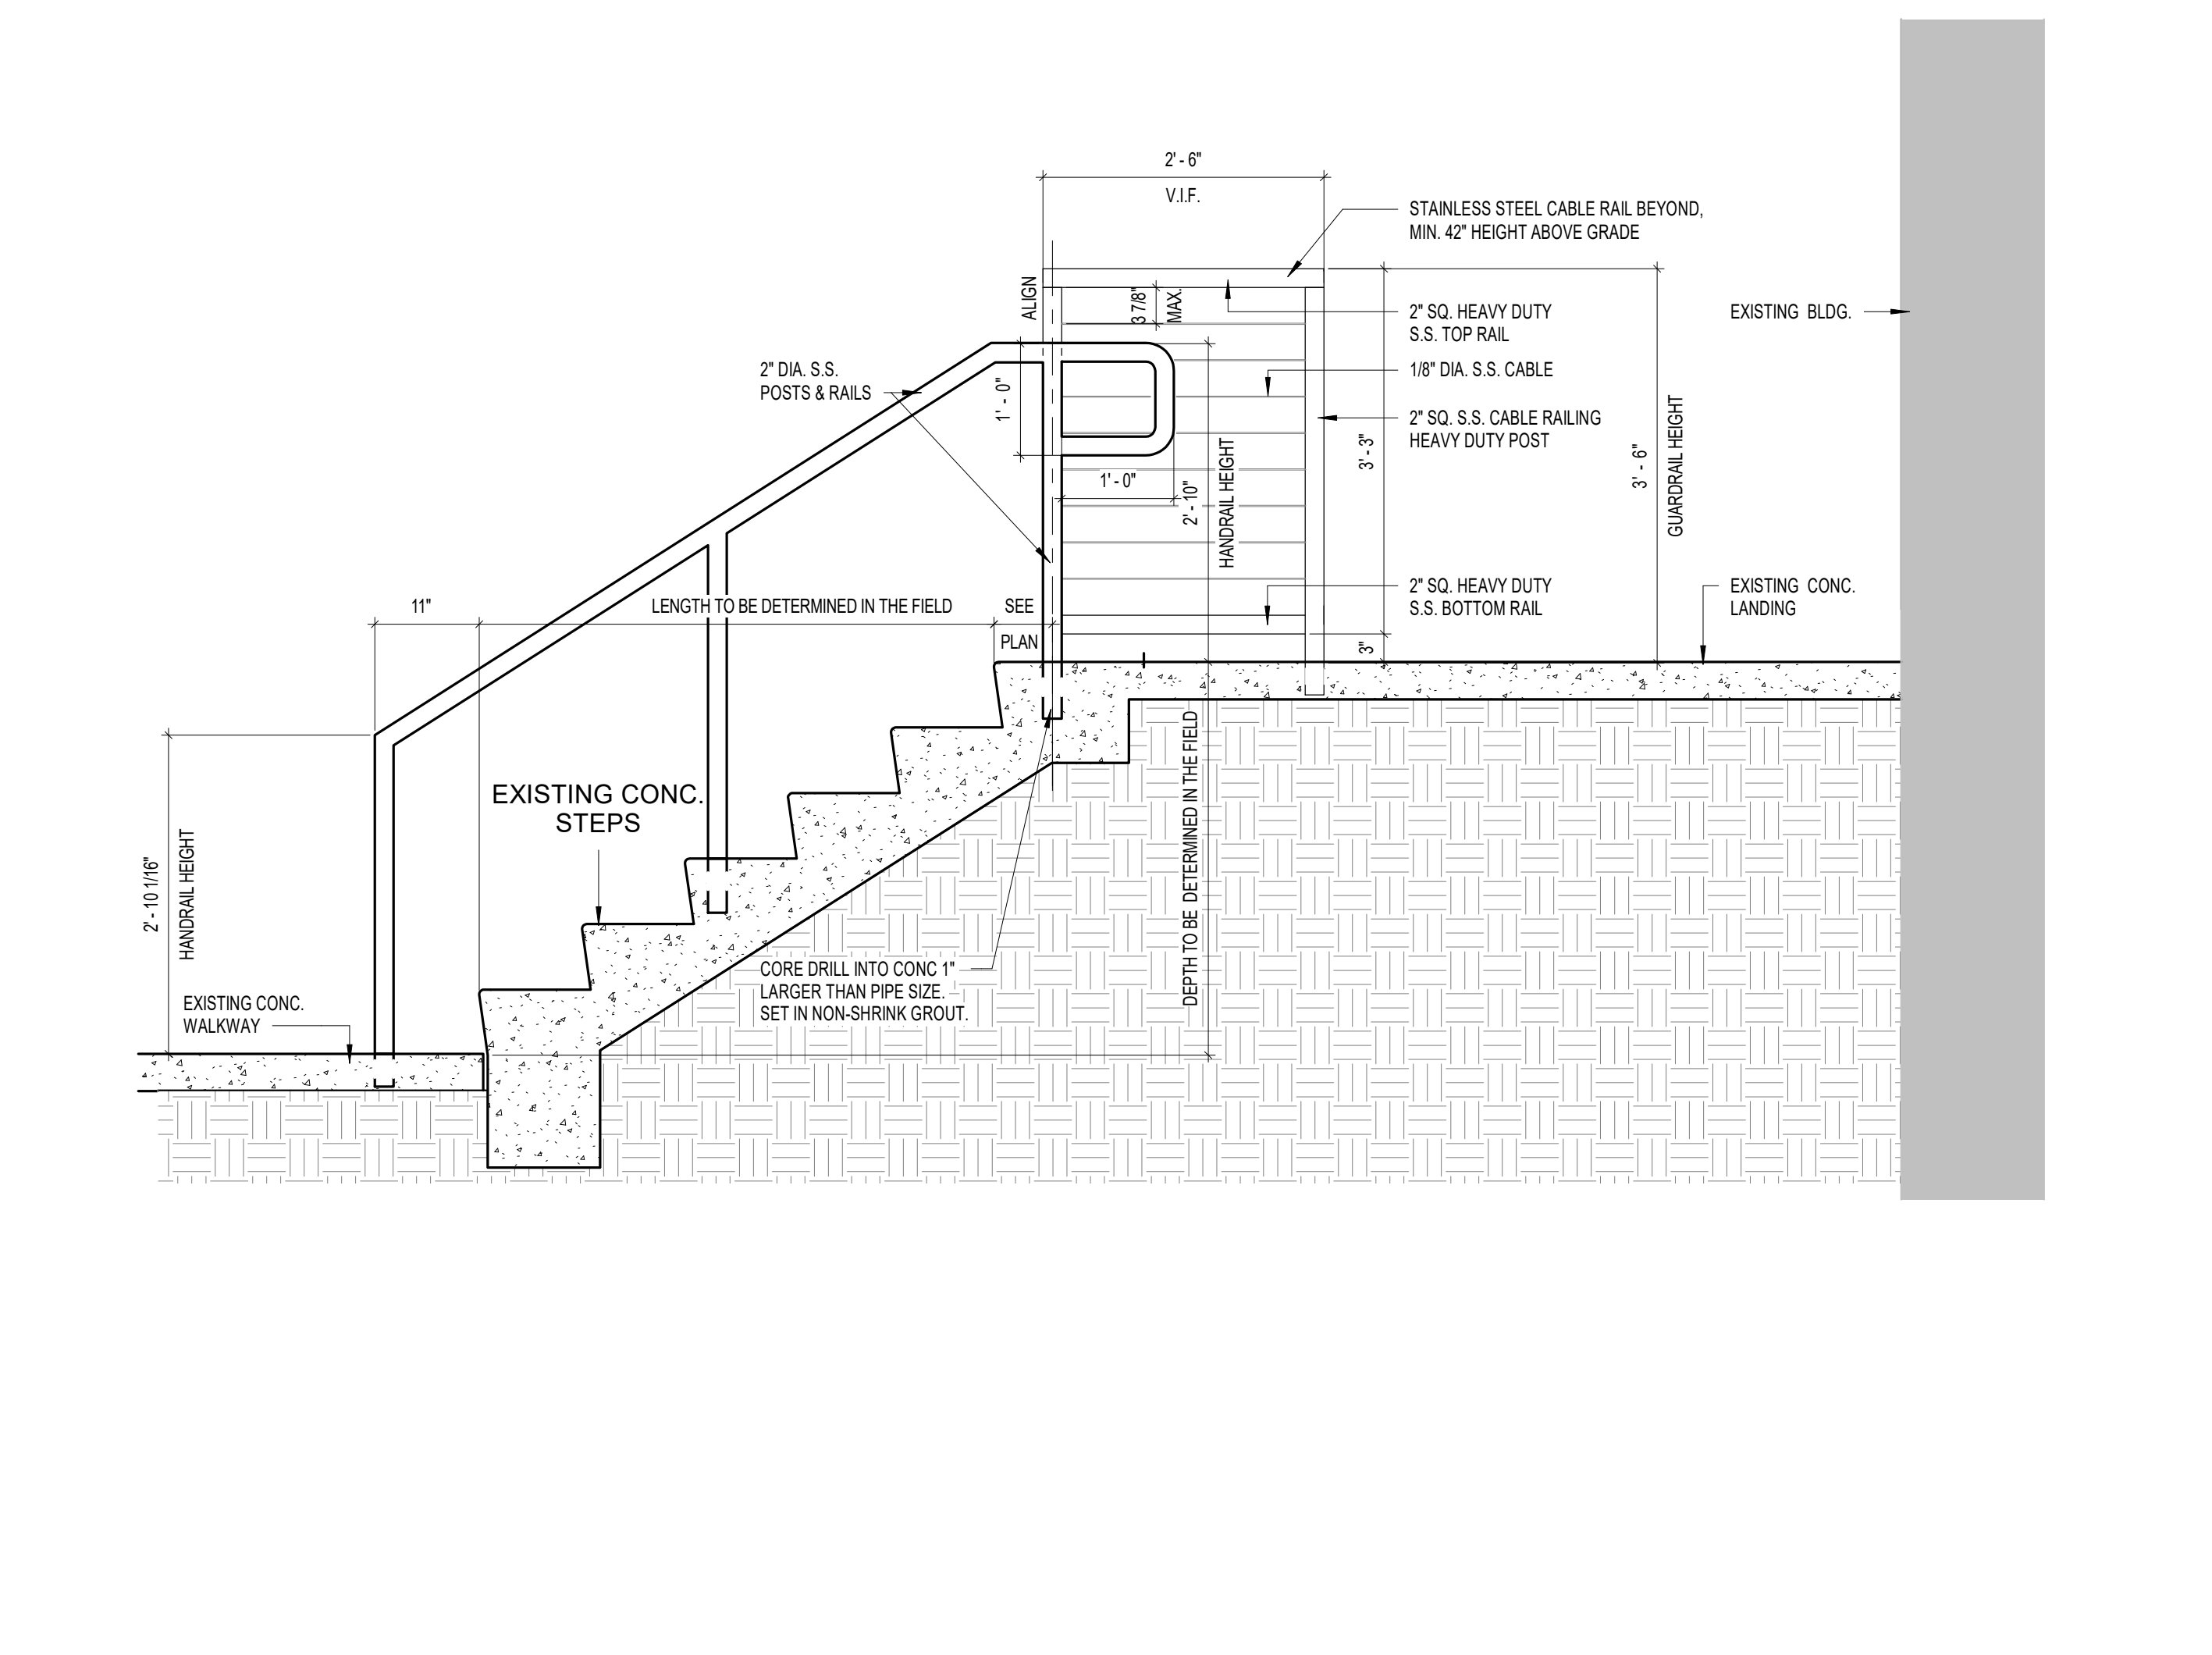 2' - 6"
V.I.F.
STAINLESS STEEL CABLE RAIL BEYOND,
MIN. 42" HEIGHT ABOVE GRADE
ALIGN
3 7/8"
MAX.
2" SQ. HEAVY DUTY
S.S. TOP RAIL
EXISTING BLDG.
2" DIA. S.S.
POSTS & RAILS
1' - 0"
1/8" DIA. S.S. CABLE
2" SQ. S.S. CABLE RAILING
HEAVY DUTY POST
3' - 3"
3' - 6"
GUARDRAIL HEIGHT
1' - 0"
2' - 10"
HANDRAIL HEIGHT
11"
LENGTH TO BE DETERMINED IN THE FIELD
SEE
PLAN
2" SQ. HEAVY DUTY
S.S. BOTTOM RAIL
3"
EXISTING CONC.
LANDING
EXISTING CONC.
STEPS
2' - 10 1/16"
HANDRAIL HEIGHT
DEPTH TO BE DETERMINED IN THE FIELD
CORE DRILL INTO CONC 1"
LARGER THAN PIPE SIZE.
SET IN NON-SHRINK GROUT.
EXISTING CONC.
WALKWAY